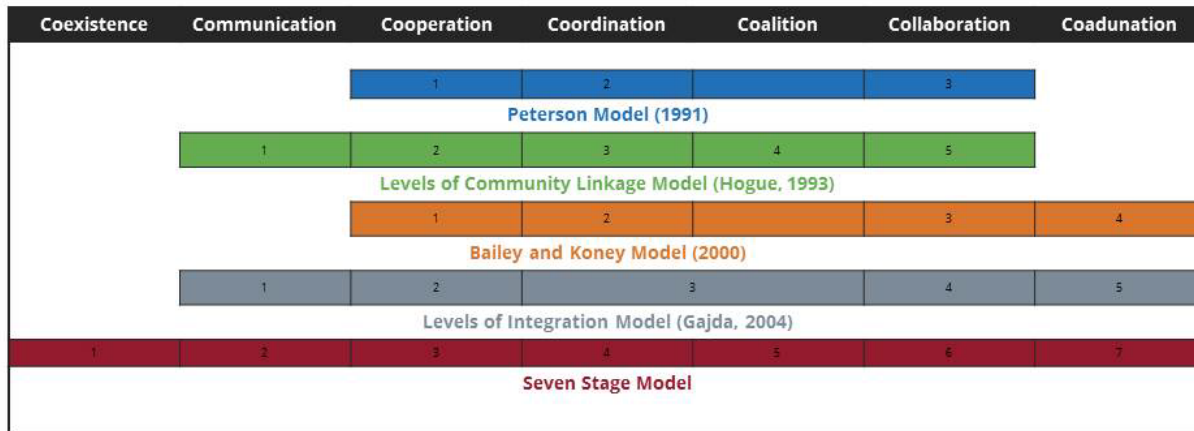 Coexistence Communication Cooperation Coordination Coalition Collaboration Coadunation
1 2 3
Peterson Model (1991)
1 2 3 4 5
Levels of Community Linkage Model (Hogue, 1993)
1 2 3 4
Bailey and Koney Model (2000)
1 2 3 4 5
Levels of Integration Model (Gajda, 2004)
1 2 3 4 5 6 7
Seven Stage Model